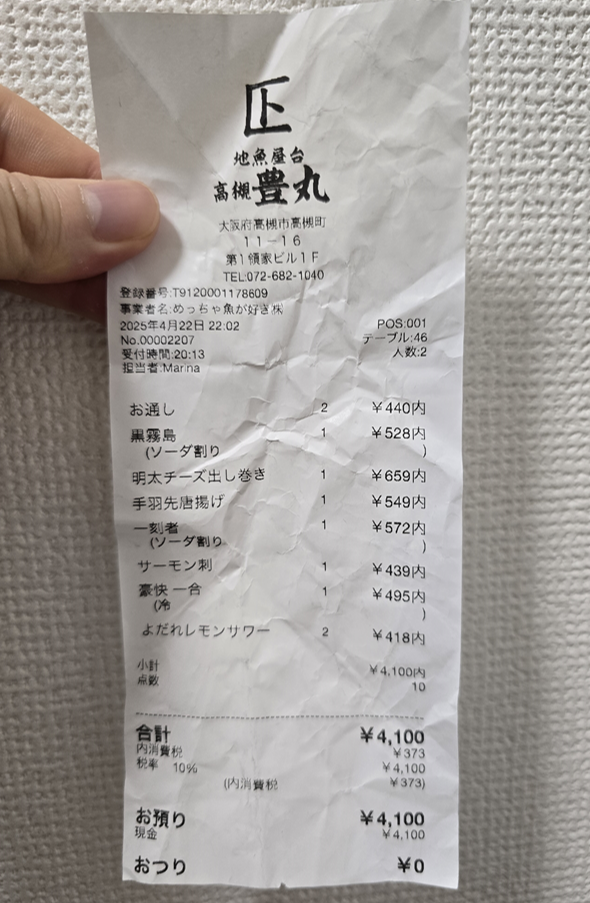 地魚屋台
高槻 豊丸
大阪府高槻市高槻町
11-16
第1領家ビル1F
TEL:072-682-1040
登録番号:T9120001178609
事業者名:めっちゃ魚が好き㈱
2025年4月22日 22:02 POS:001
No.00002207 テーブル:46
受付時間:20:13 人数:2
担当者:Marina
お通し 2 ¥440内
黒霧島 1 ¥528内
(ソーダ割り )
明太チーズ出し巻き 1 ¥659内
手羽先唐揚げ 1 ¥549内
一刻者 1 ¥572内
(ソーダ割り )
サーモン刺 1 ¥439内
豪快 一合 1 ¥495内
(冷 )
よだれレモンサワー 2 ¥418内
小計 ¥4,100内
点数 10
合計 ¥4,100
内消費税 ¥373
税率 10% ¥4,100
(内消費税 ¥373)
お預り ¥4,100
現金 ¥4,100
おつり ¥0